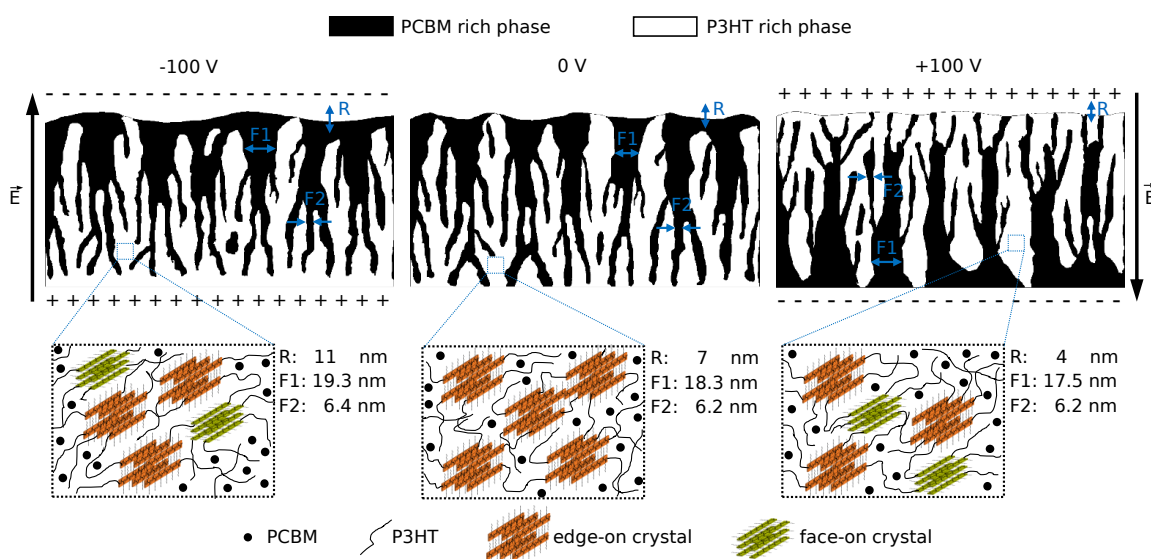 PCBM rich phase P3HT rich phase
-100 V 0 V +100 V
- - - - - - - - - - - - - - - - - -
+ + + + + + + + + + + + + + + + + +
R R R
F1 F1
F2 F2 F2
F1
E E
+ + + + + + + + + + + + + + + + + +
- - - - - - - - - - - - - - - - - -
R: 11 nm
F1: 19.3 nm
F2: 6.4 nm
R: 7 nm
F1: 18.3 nm
F2: 6.2 nm
R: 4 nm
F1: 17.5 nm
F2: 6.2 nm
PCBM P3HT edge-on crystal face-on crystal